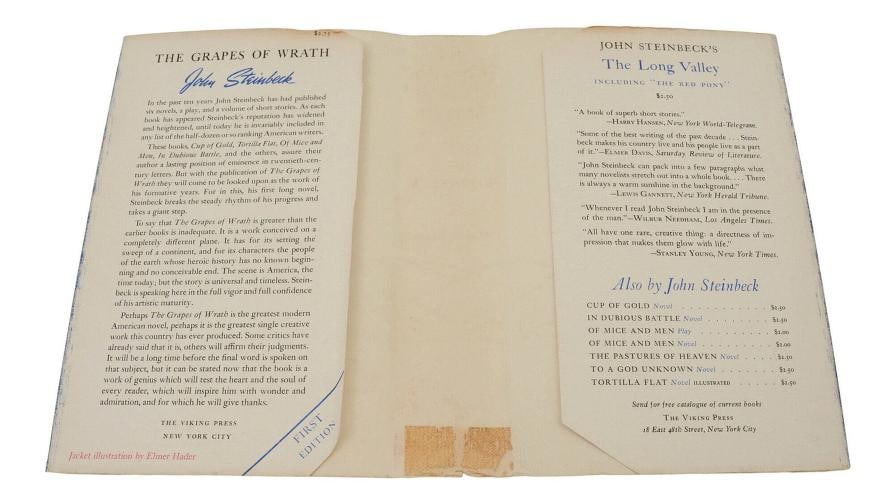 $2.75
THE GRAPES OF WRATH
John Steinbeck
In the past ten years John Steinbeck has had published
six novels, a play, and a volume of short stories. As each
book has appeared Steinbeck's reputation has widened
and heightened, until today he is invariably included in
any list of the half-dozen or so ranking American writers.
These books, Cup of Gold, Tortilla Flat, Of Mice and
Men, In Dubious Battle, and the others, assure their
author a lasting position of eminence in twentieth-cen-
tury letters. But with the publication of The Grapes of
Wrath they will come to be looked upon as the work of
his formative years. For in this, his first long novel,
Steinbeck breaks the steady rhythm of his progress and
takes a giant step.
To say that The Grapes of Wrath is greater than the
earlier books is inadequate. It is a work conceived on a
completely different plane. It has for its setting the
sweep of a continent, and for its characters the people
of the earth whose heroic history has no known begin-
ning and no conceivable end. The scene is America, the
time today; but the story is universal and timeless. Stein-
beck is speaking here in the full vigor and full confidence
of his artistic maturity.
Perhaps The Grapes of Wrath is the greatest modern
American novel, perhaps it is the greatest single creative
work this country has ever produced. Some critics have
already said that it is, others will affirm their judgments.
It will be a long time before the final word is spoken on
that subject, but it can be stated now that the book is a
work of genius which will test the heart and the soul of
every reader, which will inspire him with wonder and
admiration, and for which he will give thanks.
THE VIKING PRESS
NEW YORK CITY
Jacket illustration by Elmer Hader
FIRST
EDITION
JOHN STEINBECK'S
The Long Valley
INCLUDING "THE RED PONY"
$2.50
"A book of superb short stories."
—HARRY HANSEN, New York World-Telegram.
"Some of the best writing of the past decade . . . Stein-
beck makes his country live and his people live as a part
of it."—ELMER DAVIS, Saturday Review of Literature.
"John Steinbeck can pack into a few paragraphs what
many novelists stretch out into a whole book. . . . There
is always a warm sunshine in the background."
—LEWIS GANNETT, New York Herald Tribune.
"Whenever I read John Steinbeck I am in the presence
of the man."—WILBUR NEEDHAM, Los Angeles Times.
"All have one rare, creative thing: a directness of im-
pression that makes them glow with life."
—STANLEY YOUNG, New York Times.
Also by John Steinbeck
CUP OF GOLD Novel . . . . . . . . . . $2.50
IN DUBIOUS BATTLE Novel . . . . . . . . $2.50
OF MICE AND MEN Play . . . . . . . . $2.00
OF MICE AND MEN Novel . . . . . . . . $2.00
THE PASTURES OF HEAVEN Novel . . . . $2.50
TO A GOD UNKNOWN Novel . . . . . . . $2.50
TORTILLA FLAT Novel ILLUSTRATED . . . . . $2.50
Send for free catalogue of current books
THE VIKING PRESS
18 East 48th Street, New York City